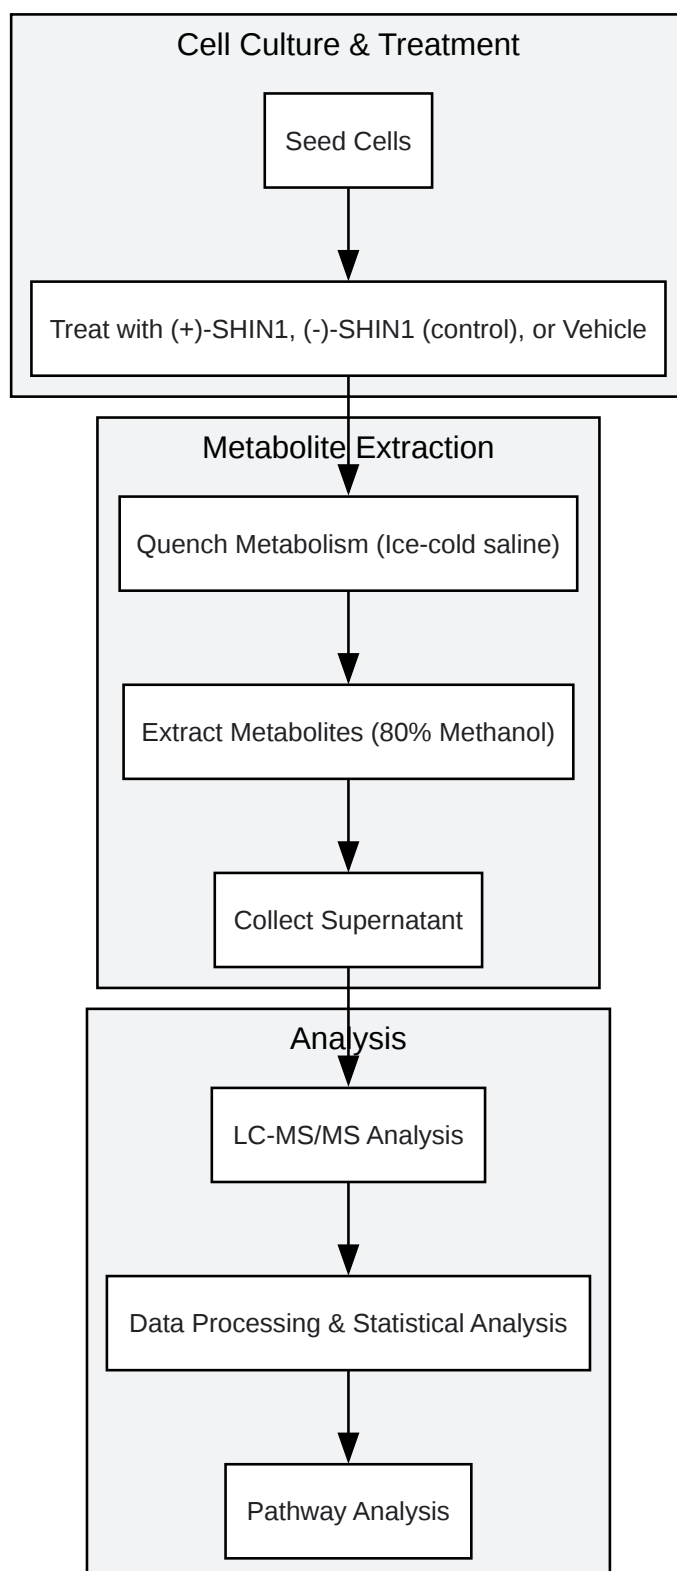 Cell Culture & Treatment
Seed Cells
Treat with (+)-SHIN1, (-)-SHIN1 (control), or Vehicle
Metabolite Extraction
Quench Metabolism (Ice-cold saline)
Extract Metabolites (80% Methanol)
Collect Supernatant
Analysis
LC-MS/MS Analysis
Data Processing & Statistical Analysis
Pathway Analysis